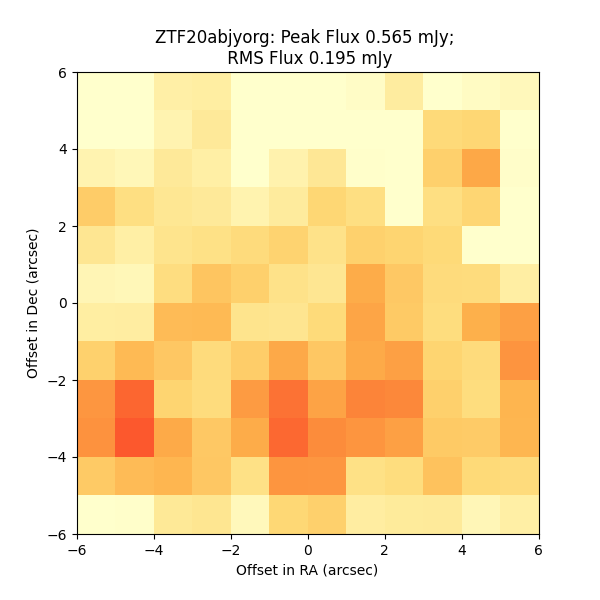 ZTF20abjyorg: Peak Flux 0.565 mJy;
RMS Flux 0.195 mJy
6
4
2
0
−2
−4
−6
Offset in Dec (arcsec)
−6 −4 −2 0 2 4 6
Offset in RA (arcsec)